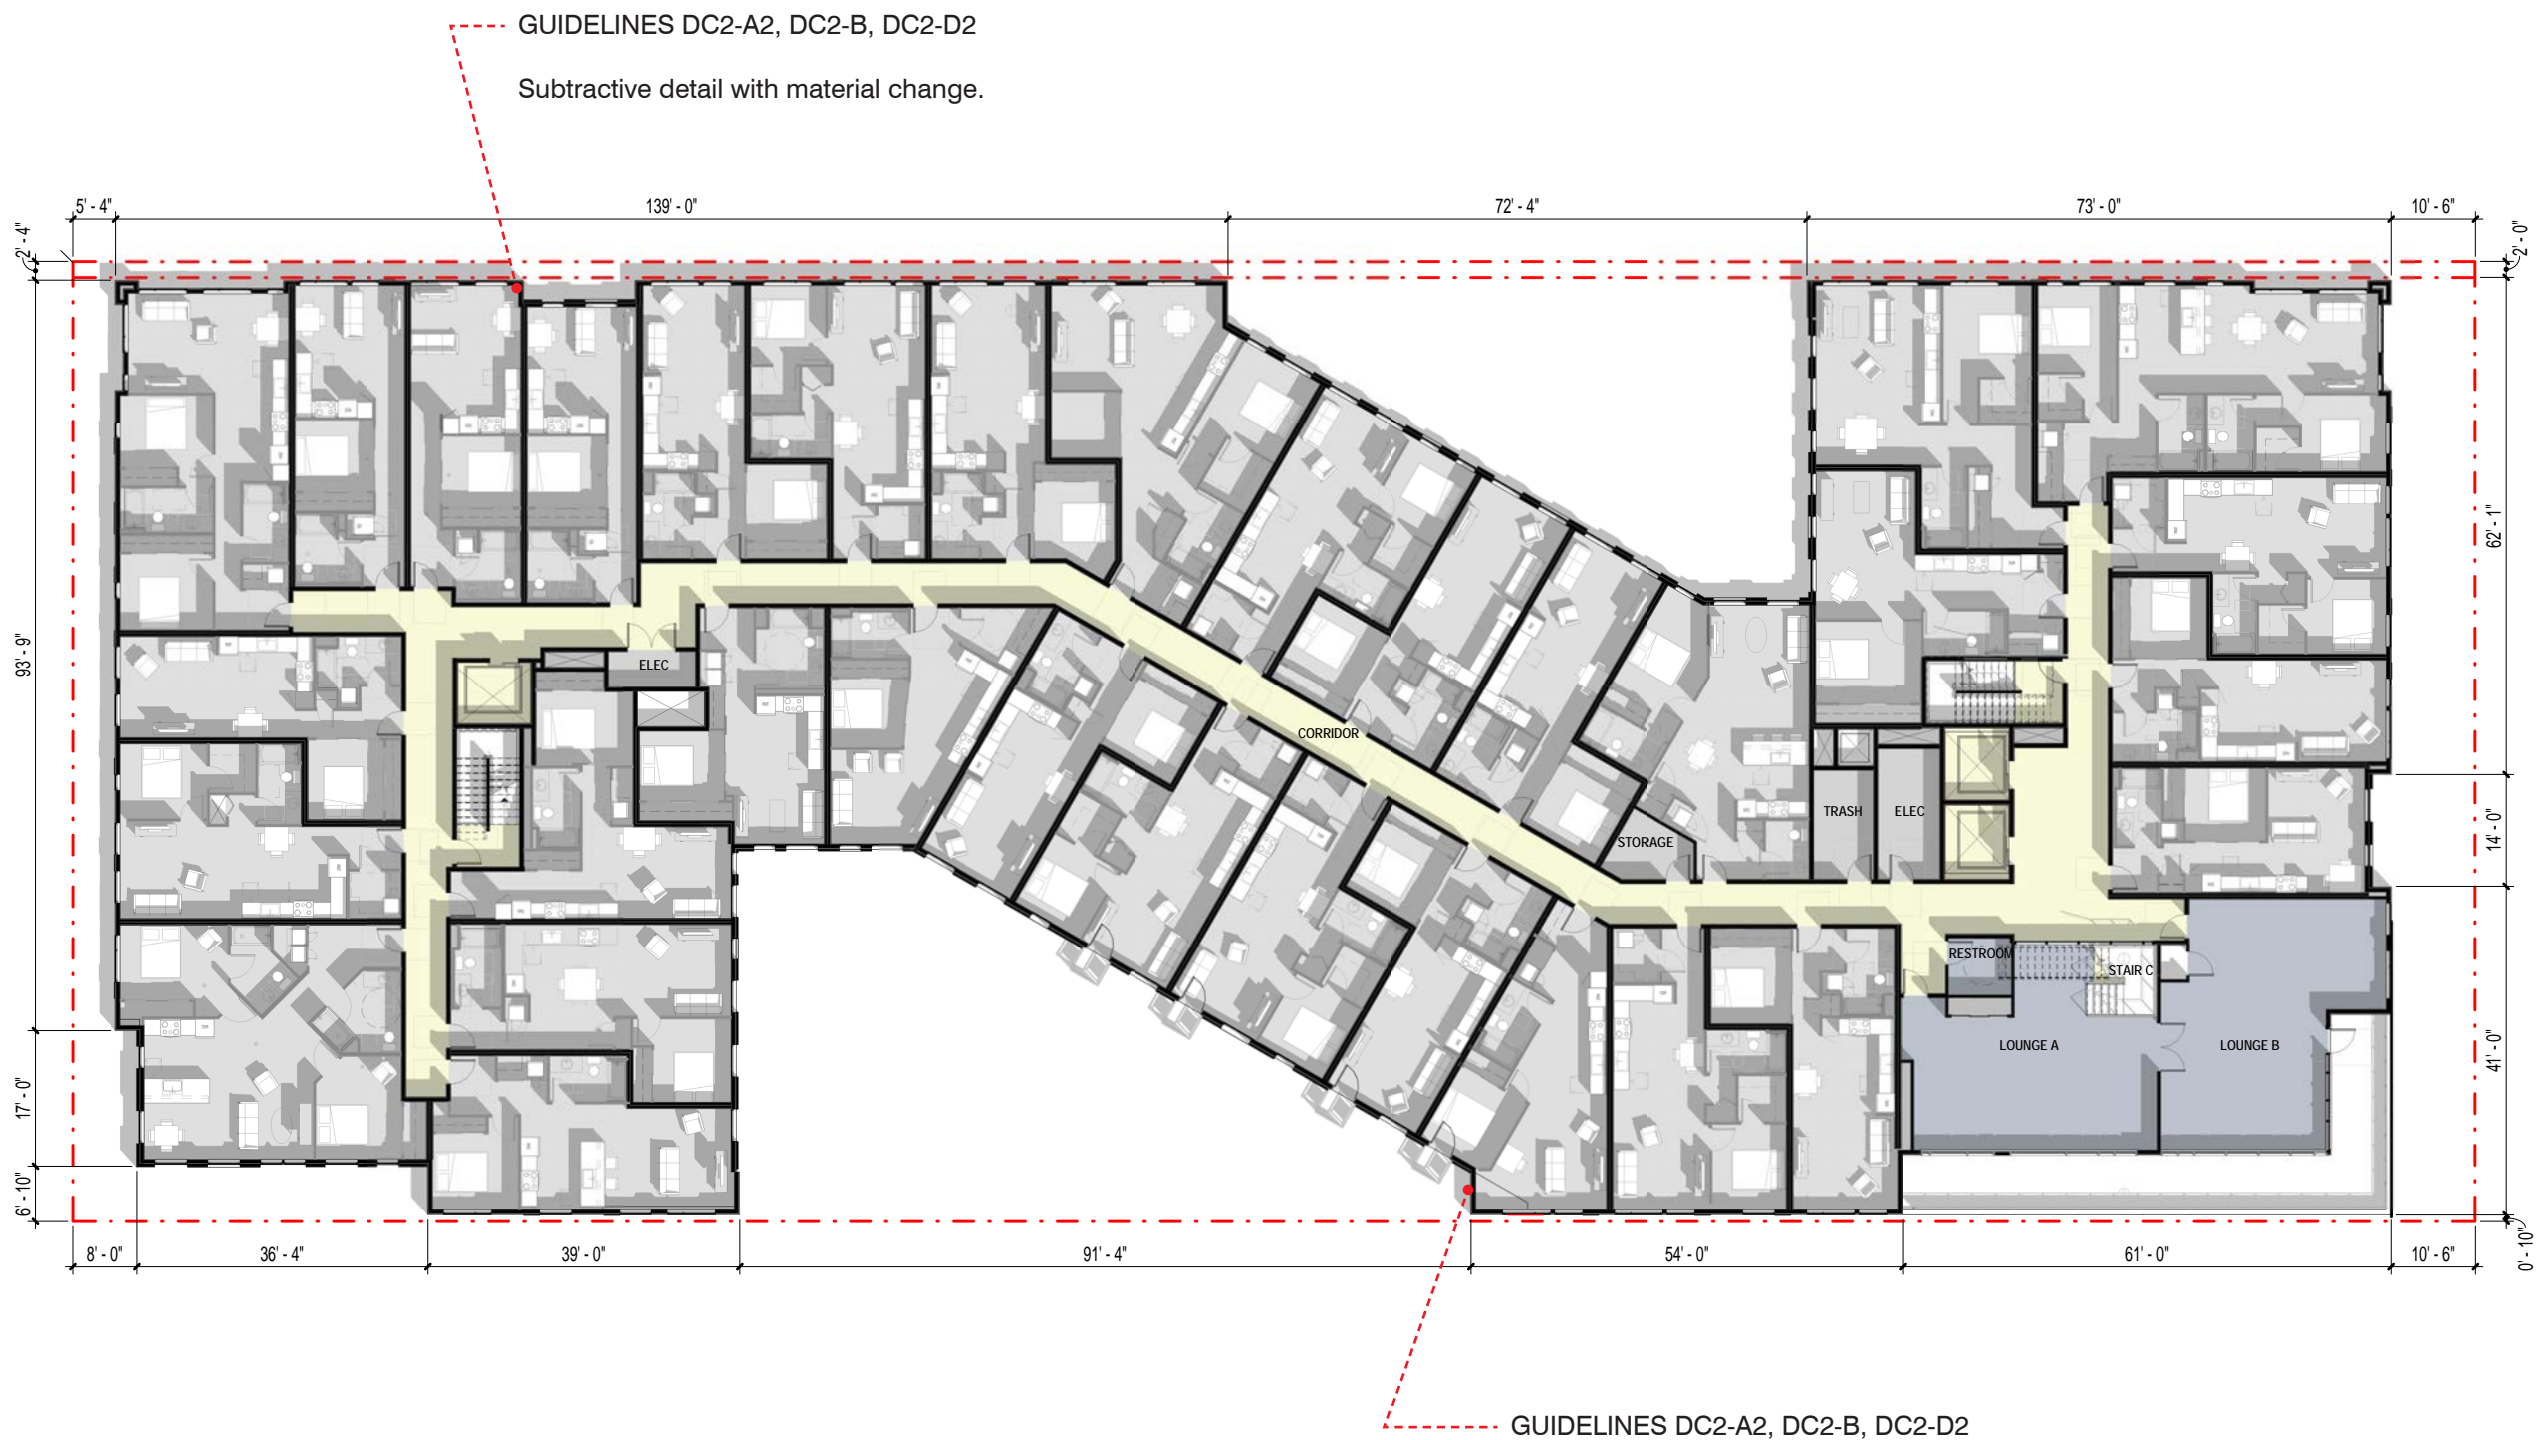 GUIDELINES DC2-A2, DC2-B, DC2-D2
Subtractive detail with material change.
5' - 4"
139' - 0"
72' - 4"
73' - 0"
10' - 6"
2' - 4"
2' - 0"
62' - 1"
93' - 9"
ELEC
CORRIDOR
TRASH
ELEC
STORAGE
14' - 0"
RESTROOM
STAIR C
LOUNGE A
LOUNGE B
41' - 0"
17' - 0"
6' - 10"
0' - 10"
8' - 0"
36' - 4"
39' - 0"
91' - 4"
54' - 0"
61' - 0"
10' - 6"
GUIDELINES DC2-A2, DC2-B, DC2-D2